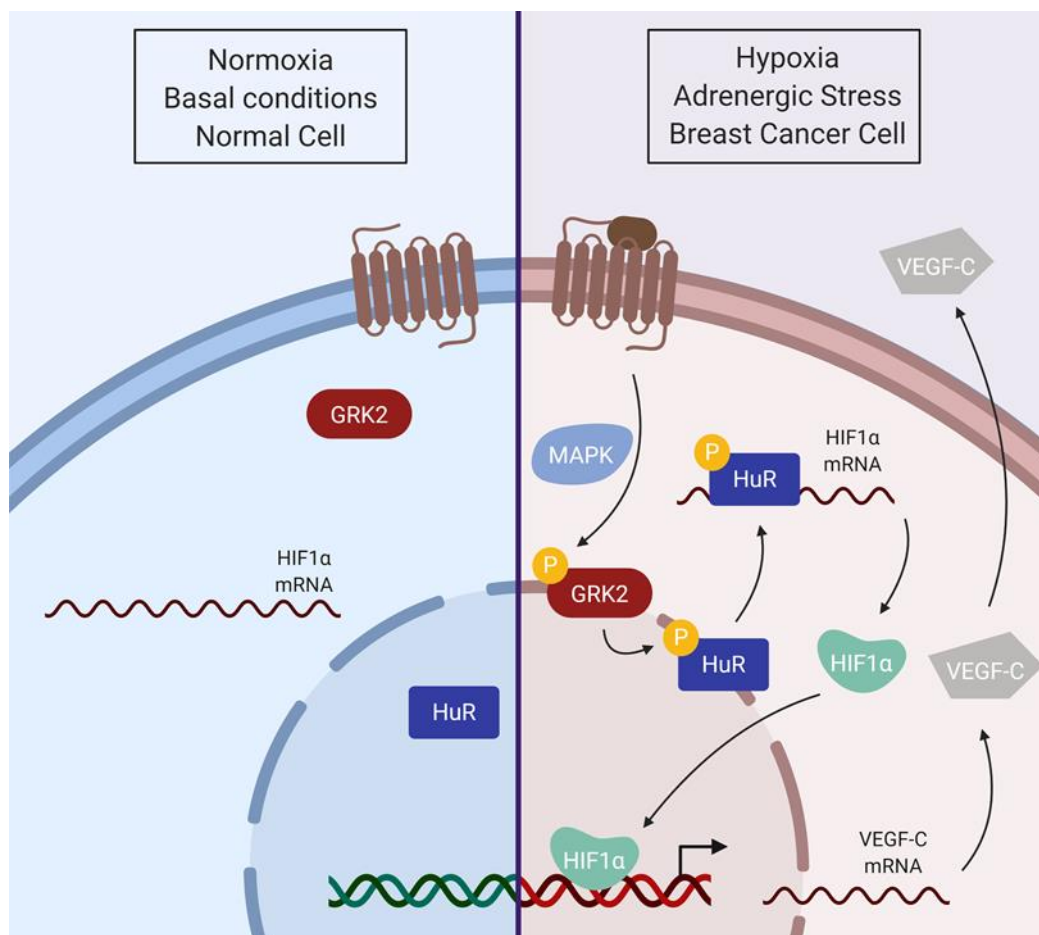 Normoxia
Basal conditions
Normal Cell
Hypoxia
Adrenergic Stress
Breast Cancer Cell
VEGF-C
GRK2
MAPK
P
HuR
HIF1α
mRNA
HIF1α
mRNA
P
GRK2
P
HuR
HIF1α
VEGF-C
HuR
HIF1α
VEGF-C
mRNA